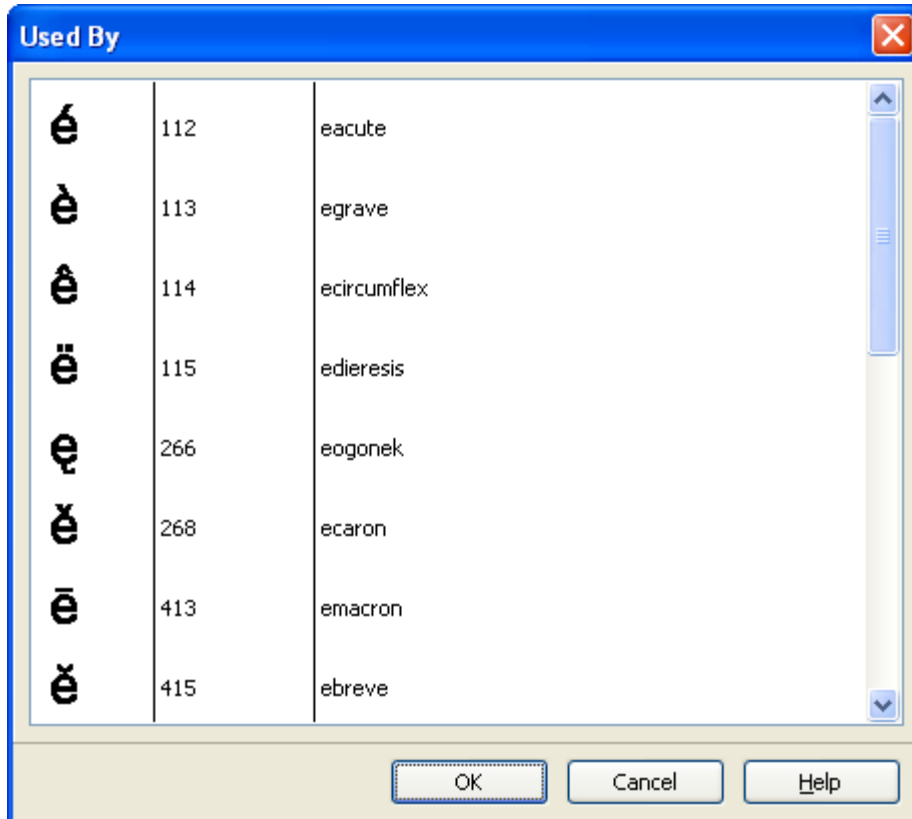 Used By
é 112 eacute
è 113 egrave
ê 114 ecircumflex
ë 115 edieresis
ę 266 eogonek
ě 268 ecaron
ē 413 emacron
ĕ 415 ebreve
OK Cancel Help